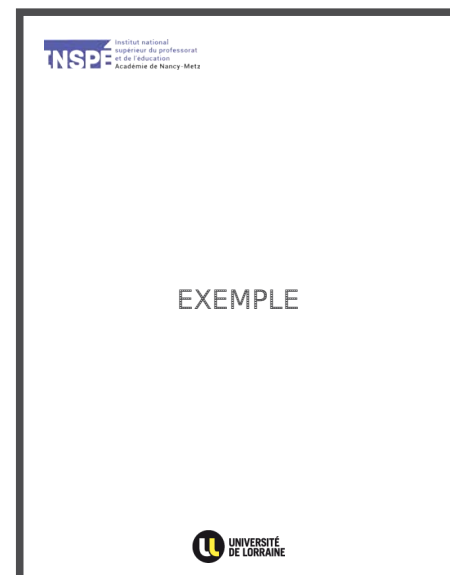 INSPÉ
Institut national
supérieur du professorat
et de l'éducation
Académie de Nancy-Metz
EXEMPLE
UNIVERSITÉ
DE LORRAINE